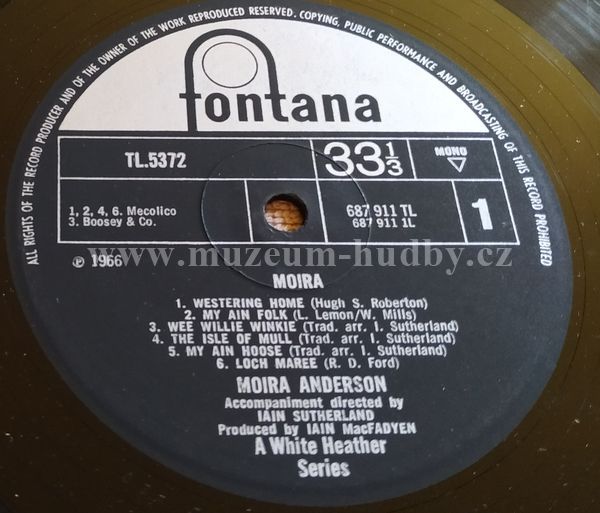 ALL RIGHTS OF THE RECORD PRODUCER AND OF THE OWNER OF THE WORK REPRODUCED RESERVED. COPYING, PUBLIC PERFORMANCE AND BROADCASTING OF THIS RECORD PROHIBITED
fontana
TL.5372
33 1/3
MONO
1, 2, 4, 6. Mecolico
3. Boosey & Co.
687 911 TL
687 911 1L
1
℗ 1966
www.muzeum-hudby.cz
MOIRA
1. WESTERING HOME (Hugh S. Roberton)
2. MY AIN FOLK (L. Lemon/W. Mills)
3. WEE WILLIE WINKIE (Trad. arr. I. Sutherland)
4. THE ISLE OF MULL (Trad. arr. I. Sutherland)
5. MY AIN HOOSE (Trad. arr. I. Sutherland)
6. LOCH MAREE (R. D. Ford)
MOIRA ANDERSON
Accompaniment directed by
IAIN SUTHERLAND
Produced by IAIN MacFADYEN
A White Heather
Series